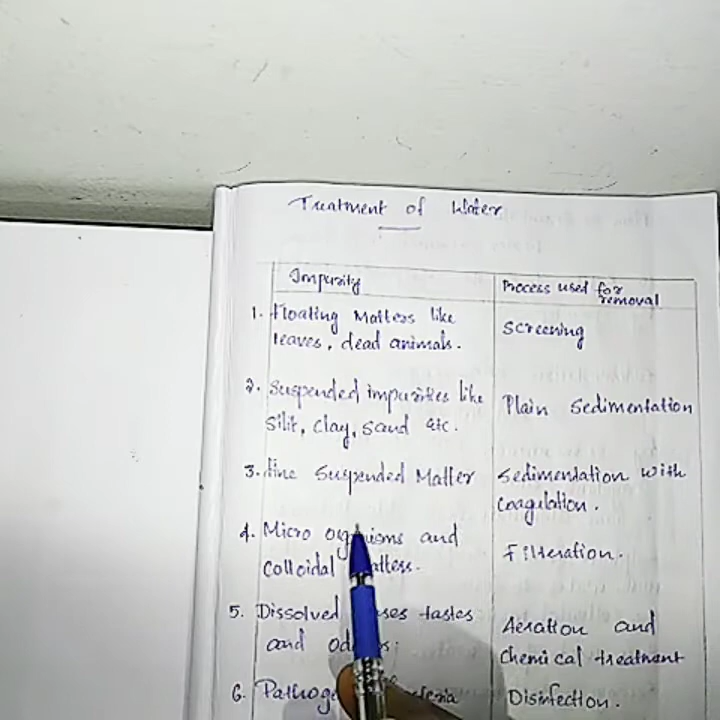 Treatment of Water
Impurity
Process used for removal
1. Floating Matters like
leaves, dead animals.
Screening
2. Suspended impurities like
Silit, Clay, Sand etc.
Plain Sedimentation
3. Fine Suspended Matter
Sedimentation with
Coagulation.
4. Micro and
Colloidal
Filteration.
5. Dissolved tastes
and
Aeration and
Chemical treatment
6.
Disinfection.